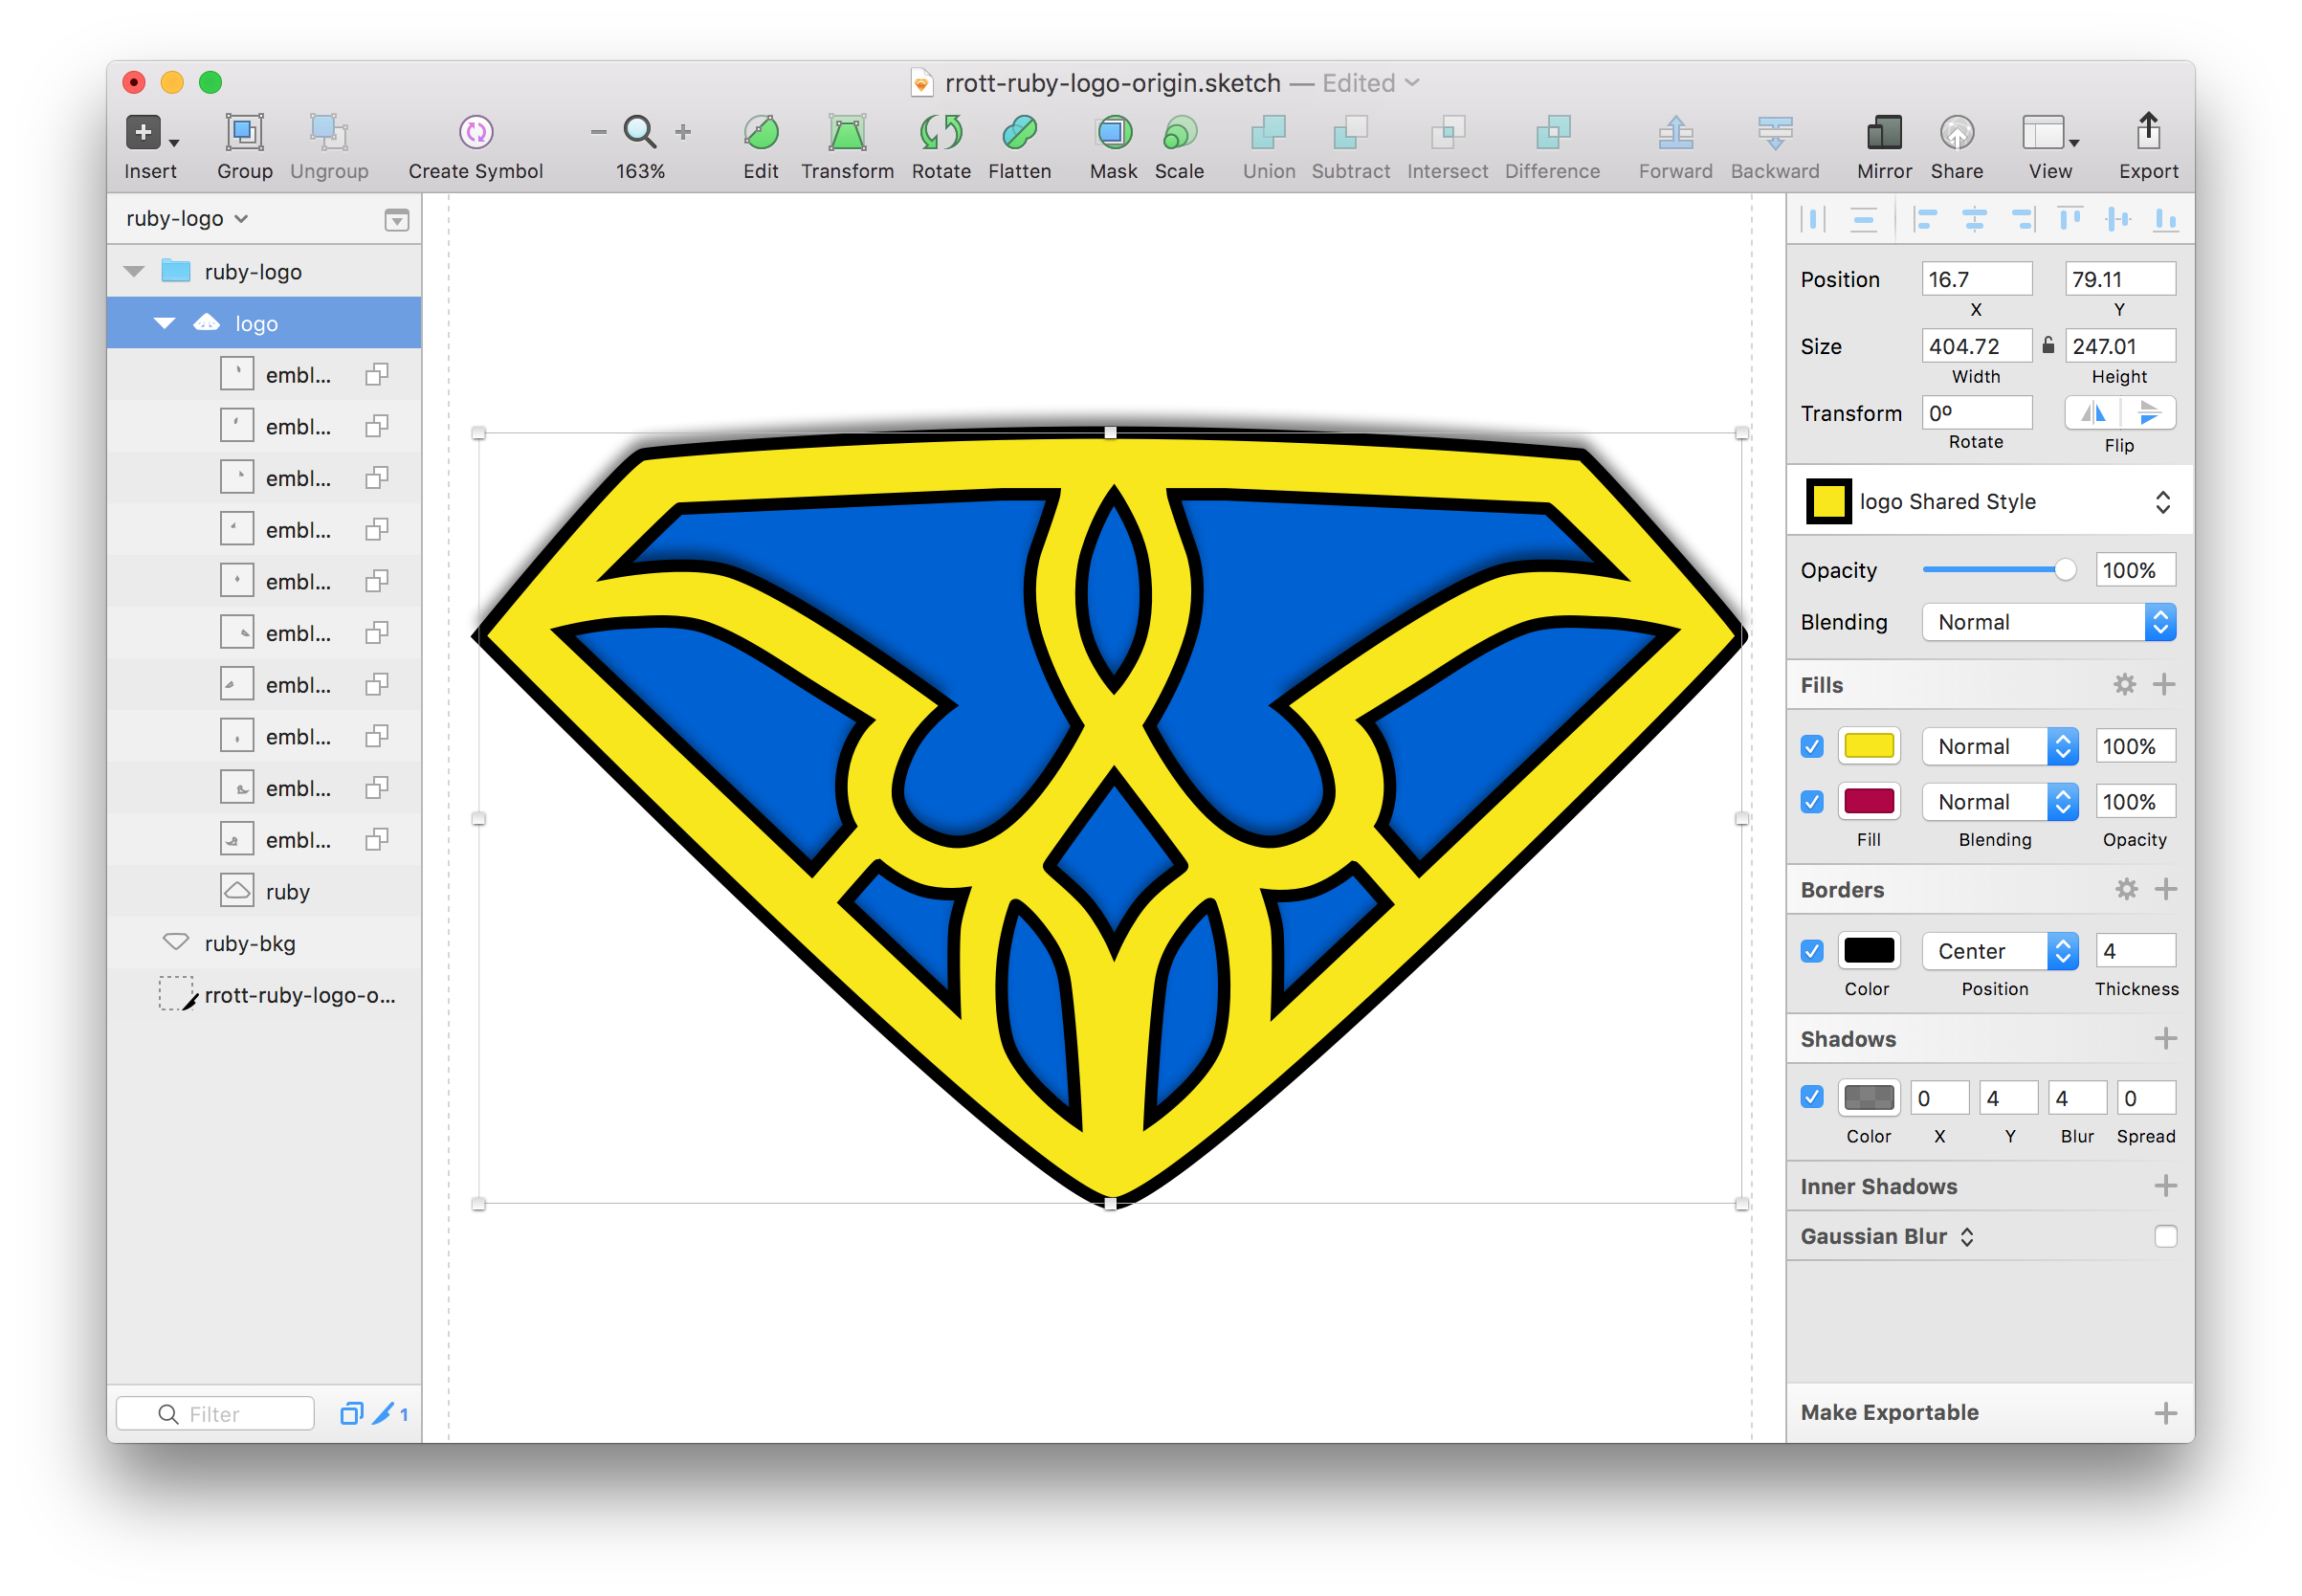 rrott-ruby-logo-origin.sketch — Edited
Insert Group Ungroup Create Symbol 163% Edit Transform Rotate Flatten Mask Scale Union Subtract Intersect Difference Forward Backward Mirror Share View Export
ruby-logo
ruby-logo
logo
embl...
embl...
embl...
embl...
embl...
embl...
embl...
embl...
embl...
embl...
ruby
ruby-bkg
rrott-ruby-logo-o...
Filter 1
Position 16.7 79.11
X Y
Size 404.72 247.01
Width Height
Transform 0º
Rotate Flip
logo Shared Style
Opacity 100%
Blending Normal
Fills
Normal 100%
Normal 100%
Fill Blending Opacity
Borders
Center 4
Color Position Thickness
Shadows
0 4 4 0
Color X Y Blur Spread
Inner Shadows
Gaussian Blur
Make Exportable